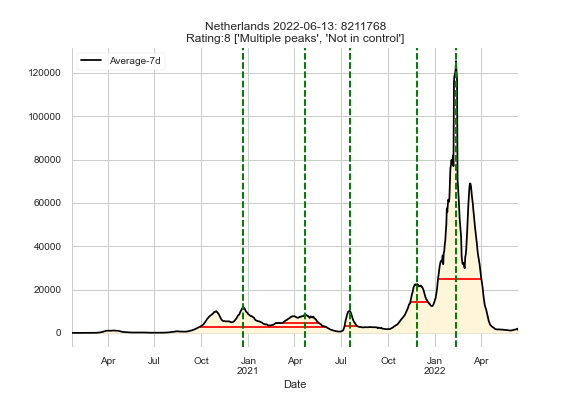 Netherlands 2022-06-13: 8211768
Rating:8 ['Multiple peaks', 'Not in control']
Average-7d
120000
100000
80000
60000
40000
20000
0
Apr Jul Oct Jan Apr Jul Oct Jan Apr
2021 2022
Date